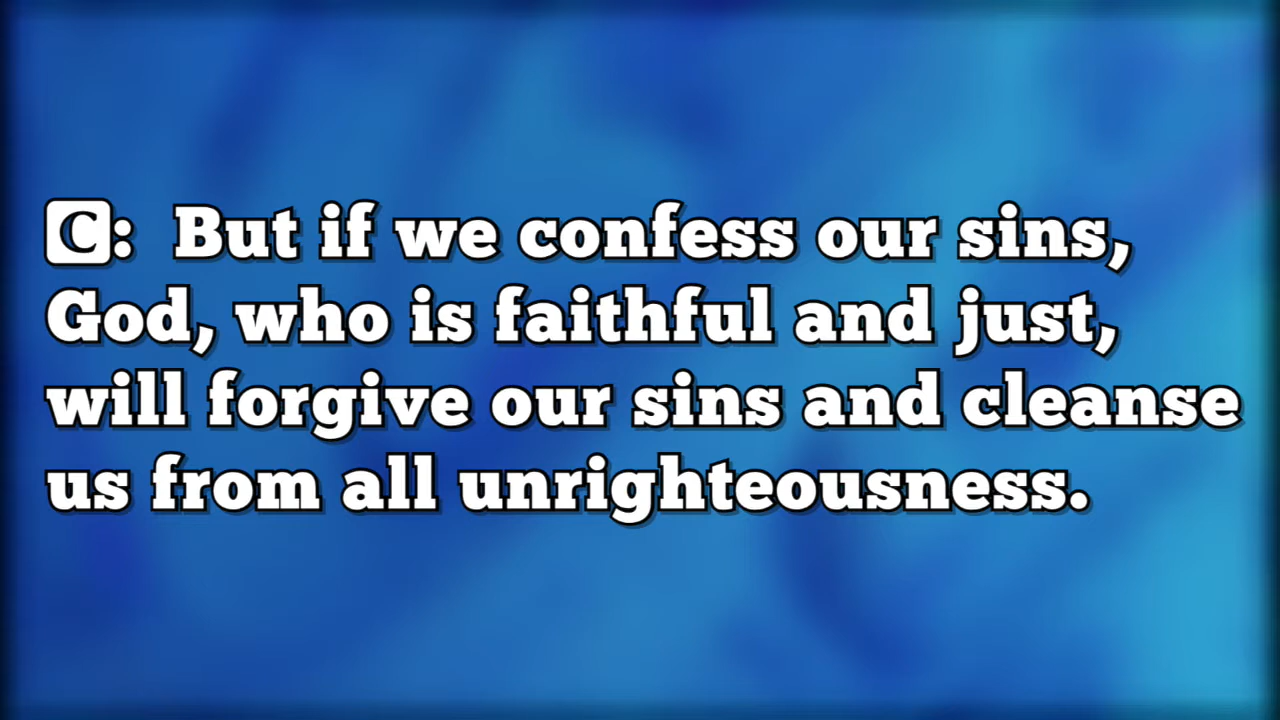 C: But if we confess our sins,
God, who is faithful and just,
will forgive our sins and cleanse
us from all unrighteousness.